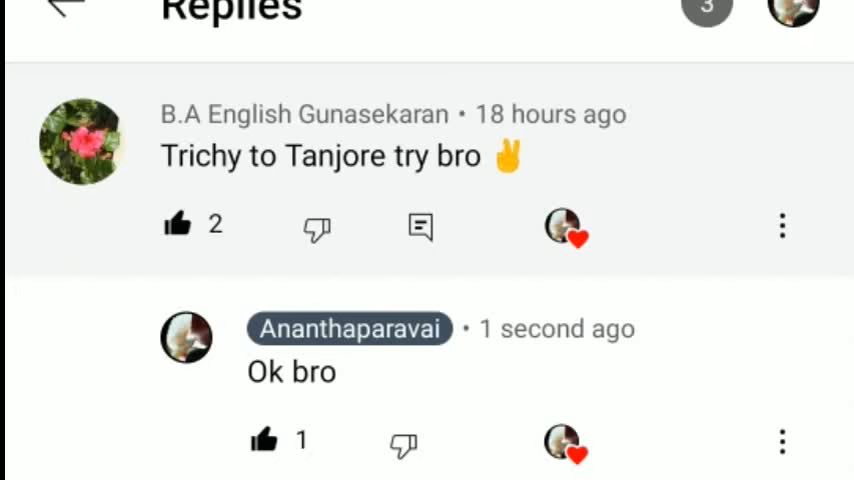 Replies
3
B.A English Gunasekaran • 18 hours ago
Trichy to Tanjore try bro ✌
2
Ananthaparavai • 1 second ago
Ok bro
1